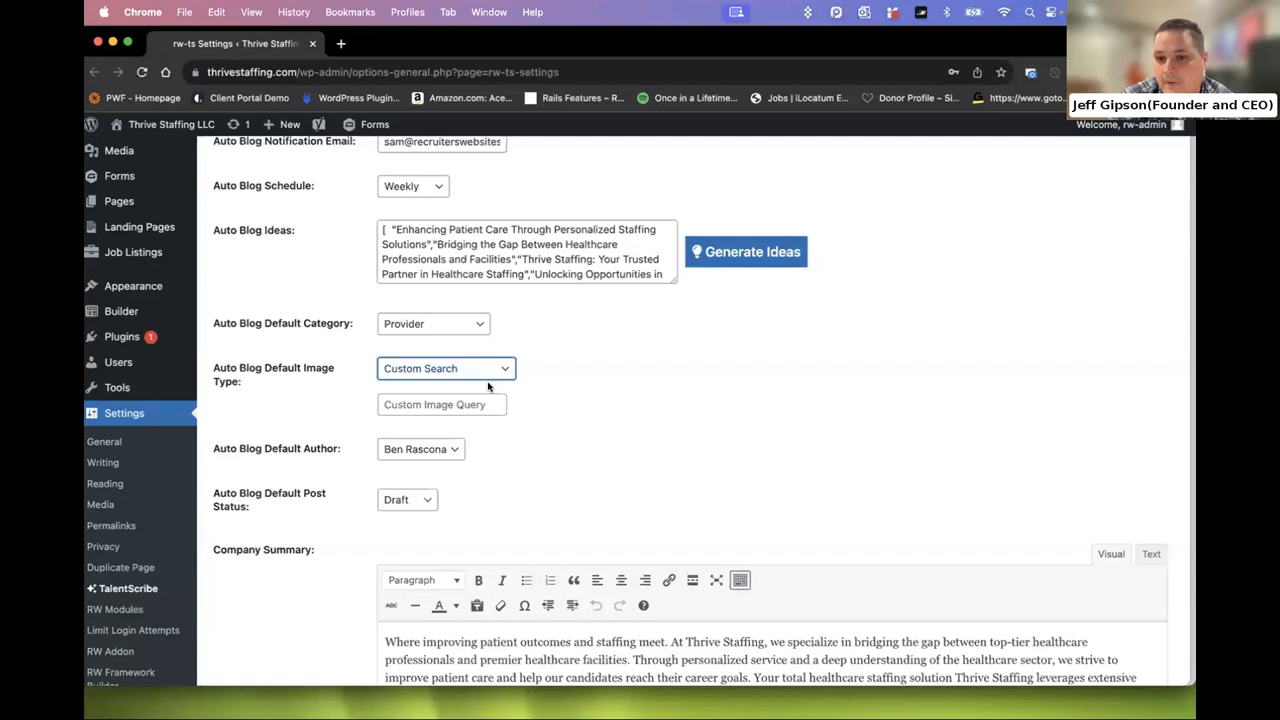 Chrome File Edit View History Bookmarks Profiles Tab Window Help
rw-ts Settings ‹ Thrive Staffin
thrivestaffing.com/wp-admin/options-general.php?page=rw-ts-settings
Jeff Gipson(Founder and CEO)
PWF - Homepage Client Portal Demo WordPress Plugin... Amazon.com: Ace... Rails Features – R... Once in a Lifetime... Jobs | iLocatum E... Donor Profile – Si... https://www.goto
Thrive Staffing LLC 1 New Forms Welcome, rw-admin
Media
Forms
Pages
Landing Pages
Job Listings
Appearance
Builder
Plugins 1
Users
Tools
Settings
General
Writing
Reading
Media
Permalinks
Privacy
Duplicate Page
TalentScribe
RW Modules
Limit Login Attempts
RW Addon
RW Framework
Builder
Auto Blog Notification Email: sam@recruiterswebsites
Auto Blog Schedule: Weekly
Auto Blog Ideas:
[ "Enhancing Patient Care Through Personalized Staffing
Solutions","Bridging the Gap Between Healthcare
Professionals and Facilities","Thrive Staffing: Your Trusted
Partner in Healthcare Staffing","Unlocking Opportunities in
Generate Ideas
Auto Blog Default Category: Provider
Auto Blog Default Image
Type:
Custom Search
Custom Image Query
Auto Blog Default Author: Ben Rascona
Auto Blog Default Post
Status:
Draft
Company Summary:
Visual Text
Paragraph
Where improving patient outcomes and staffing meet. At Thrive Staffing, we specialize in bridging the gap between top-tier healthcare
professionals and premier healthcare facilities. Through personalized service and a deep understanding of the healthcare sector, we strive to
improve patient care and help our candidates reach their career goals. Your total healthcare staffing solution Thrive Staffing leverages extensive